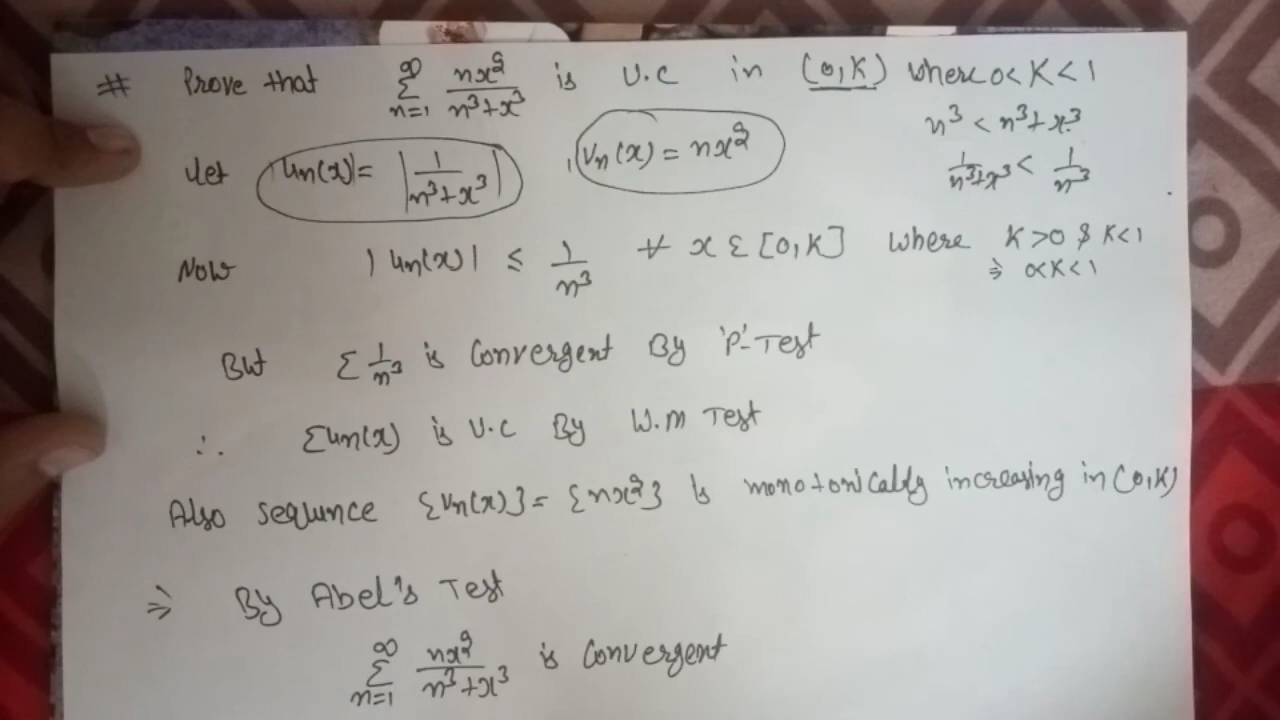 # Prove that ∑_{n=1}^{∞} nx²/(n³+x³) is U.C in (0,K) where 0<K<1
n³ < n³+x³
Let Un(x) = |1/(n³+x³)| , Vn(x) = nx²
1/(n³+x³) < 1/n³
Now |Un(x)| ≤ 1/n³ ∀ x ε [0,K] where K>0 & K<1
⇒ 0<K<1
But Σ 1/n³ is Convergent By 'P'-Test
∴ ΣUn(x) is U.C By W.M Test
Also sequnce {Vn(x)} = {nx²} is monotonically increasing in (0,K)
⇒ By Abel's Test
∑_{n=1}^{∞} nx²/(n³+x³) is Convergent